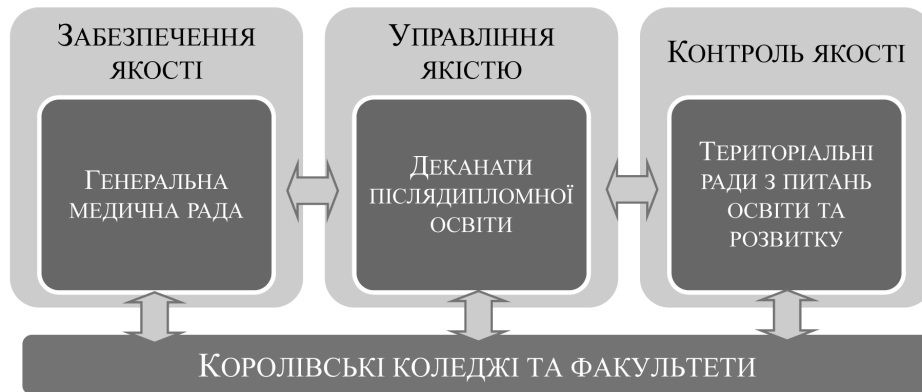 ЗАБЕЗПЕЧЕННЯ
ЯКОСТІ
ГЕНЕРАЛЬНА
МЕДИЧНА РАДА
УПРАВЛІННЯ
ЯКІСТЮ
ДЕКАНАТИ
ПІСЛЯДИПЛОМНОЇ
ОСВІТИ
КОНТРОЛЬ ЯКОСТІ
ТЕРИТОРІАЛЬНІ
РАДИ З ПИТАНЬ
ОСВІТИ ТА
РОЗВИТКУ
КОРОЛІВСЬКІ КОЛЕДЖІ ТА ФАКУЛЬТЕТИ